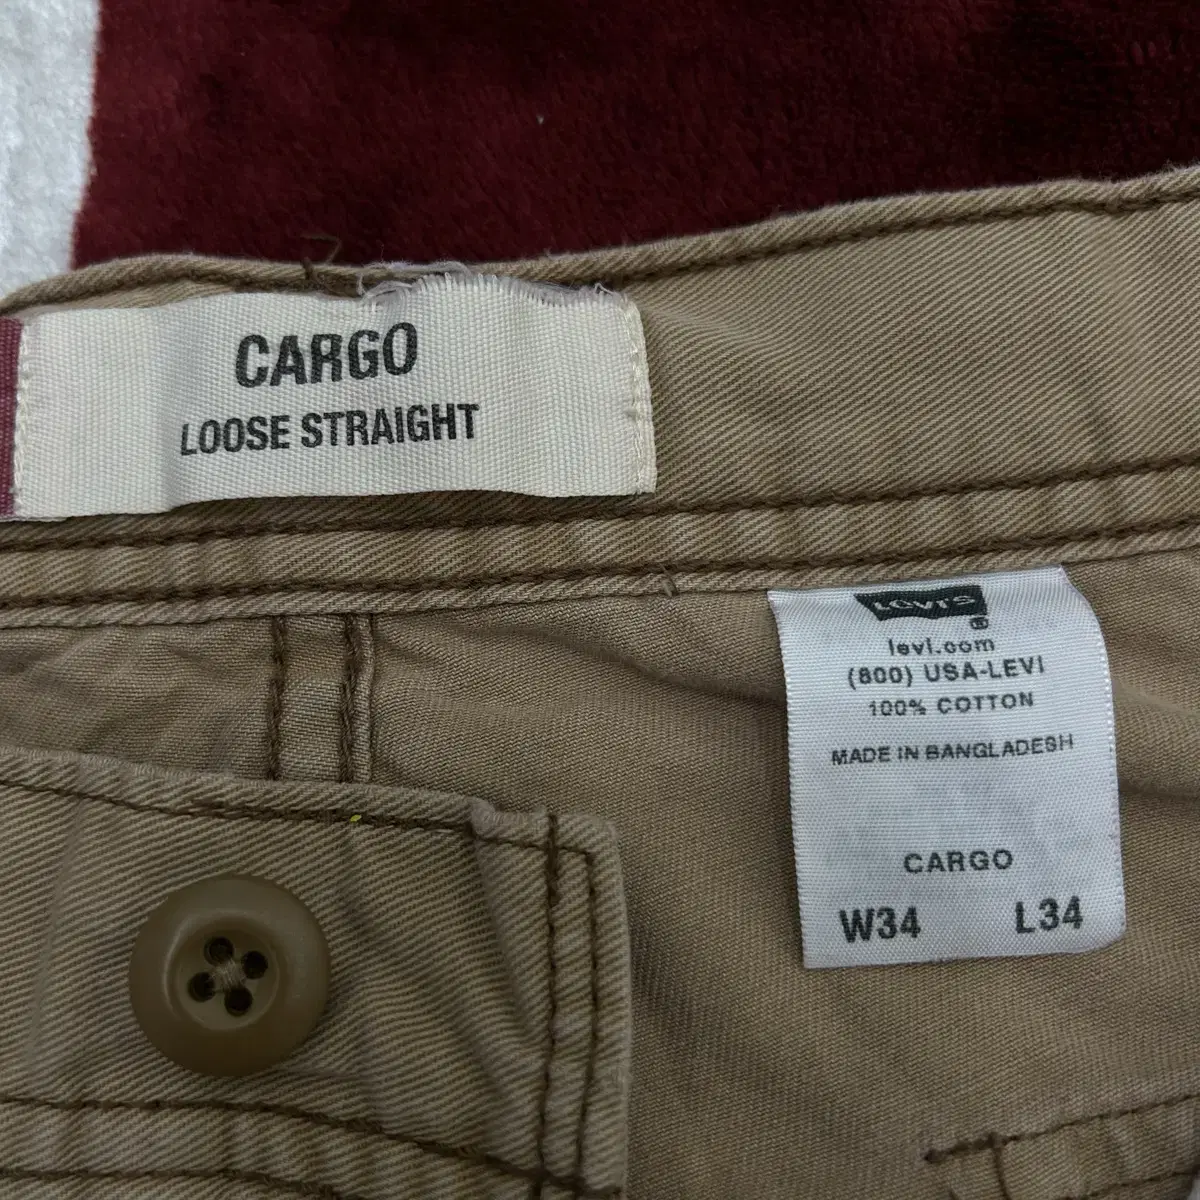 CARGO
LOOSE STRAIGHT
LEVI'S
levi.com
(800) USA-LEVI
100% COTTON
MADE IN BANGLADESH
CARGO
W34 L34